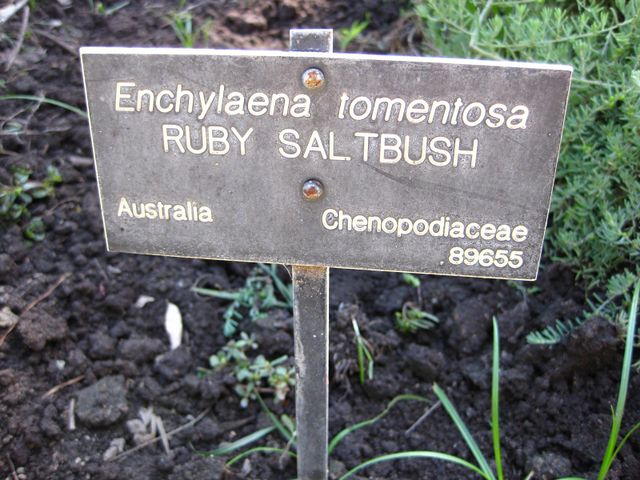 Enchylaena tomentosa
RUBY SALTBUSH
Australia
Chenopodiaceae
89655